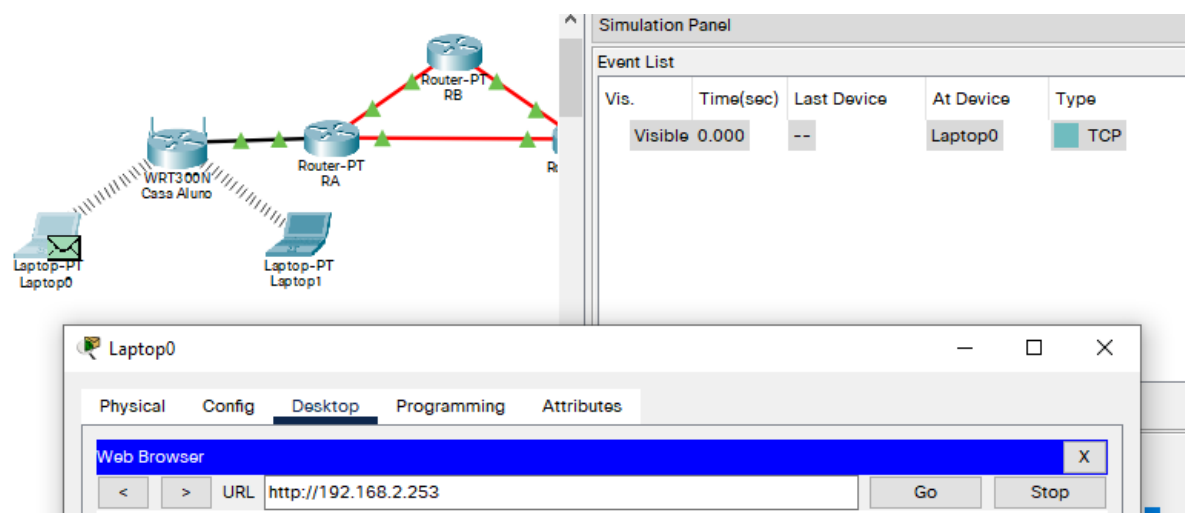 Simulation Panel
Event List
Vis. Time(sec) Last Device At Device Type
Visible 0.000 -- Laptop0 TCP
Router-PT
RB
Router-PT
RA
WRT300N
Casa Aluno
Laptop-PT
Laptop0
Laptop-PT
Laptop1
Laptop0
Physical Config Desktop Programming Attributes
Web Browser X
< > URL http://192.168.2.253 Go Stop